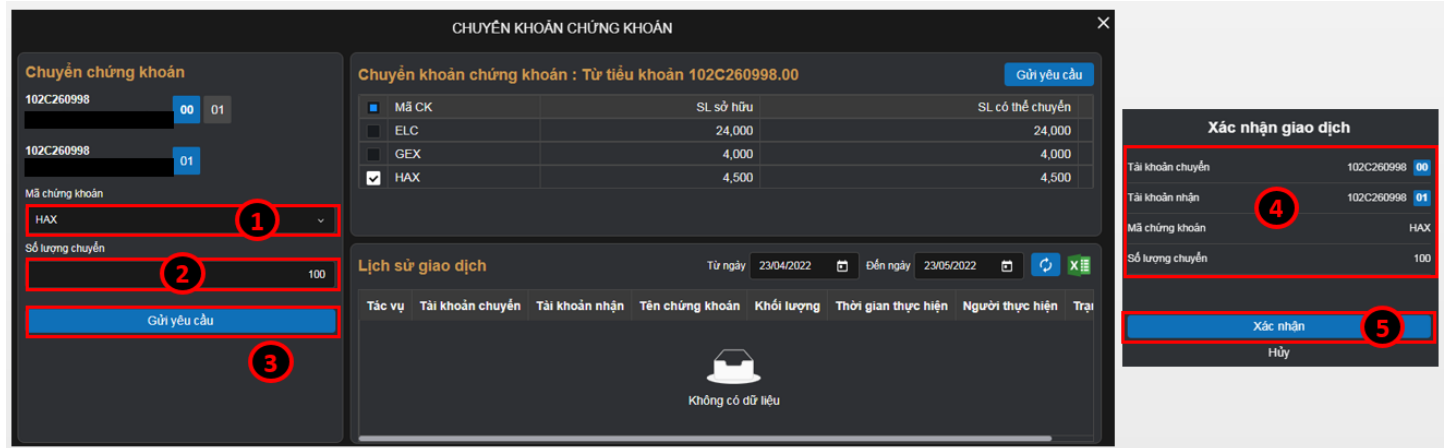 CHUYỂN KHOẢN CHỨNG KHOÁN
Chuyển chứng khoán
102C260998
00 01
102C260998
01
Mã chứng khoán
HAX
1
Số lượng chuyển
2
100
Gửi yêu cầu
3
Chuyển khoản chứng khoán : Từ tiểu khoản 102C260998.00
Gửi yêu cầu
Mã CK SL sở hữu SL có thể chuyển
ELC 24,000 24,000
GEX 4,000 4,000
HAX 4,500 4,500
Lịch sử giao dịch
Từ ngày 23/04/2022 Đến ngày 23/05/2022
Tác vụ Tài khoản chuyển Tài khoản nhận Tên chứng khoán Khối lượng Thời gian thực hiện Người thực hiện Trạ
Không có dữ liệu
Xác nhận giao dịch
Tài khoản chuyển 102C260998 00
Tài khoản nhận 102C260998 01
4
Mã chứng khoán HAX
Số lượng chuyển 100
Xác nhận
5
Hủy